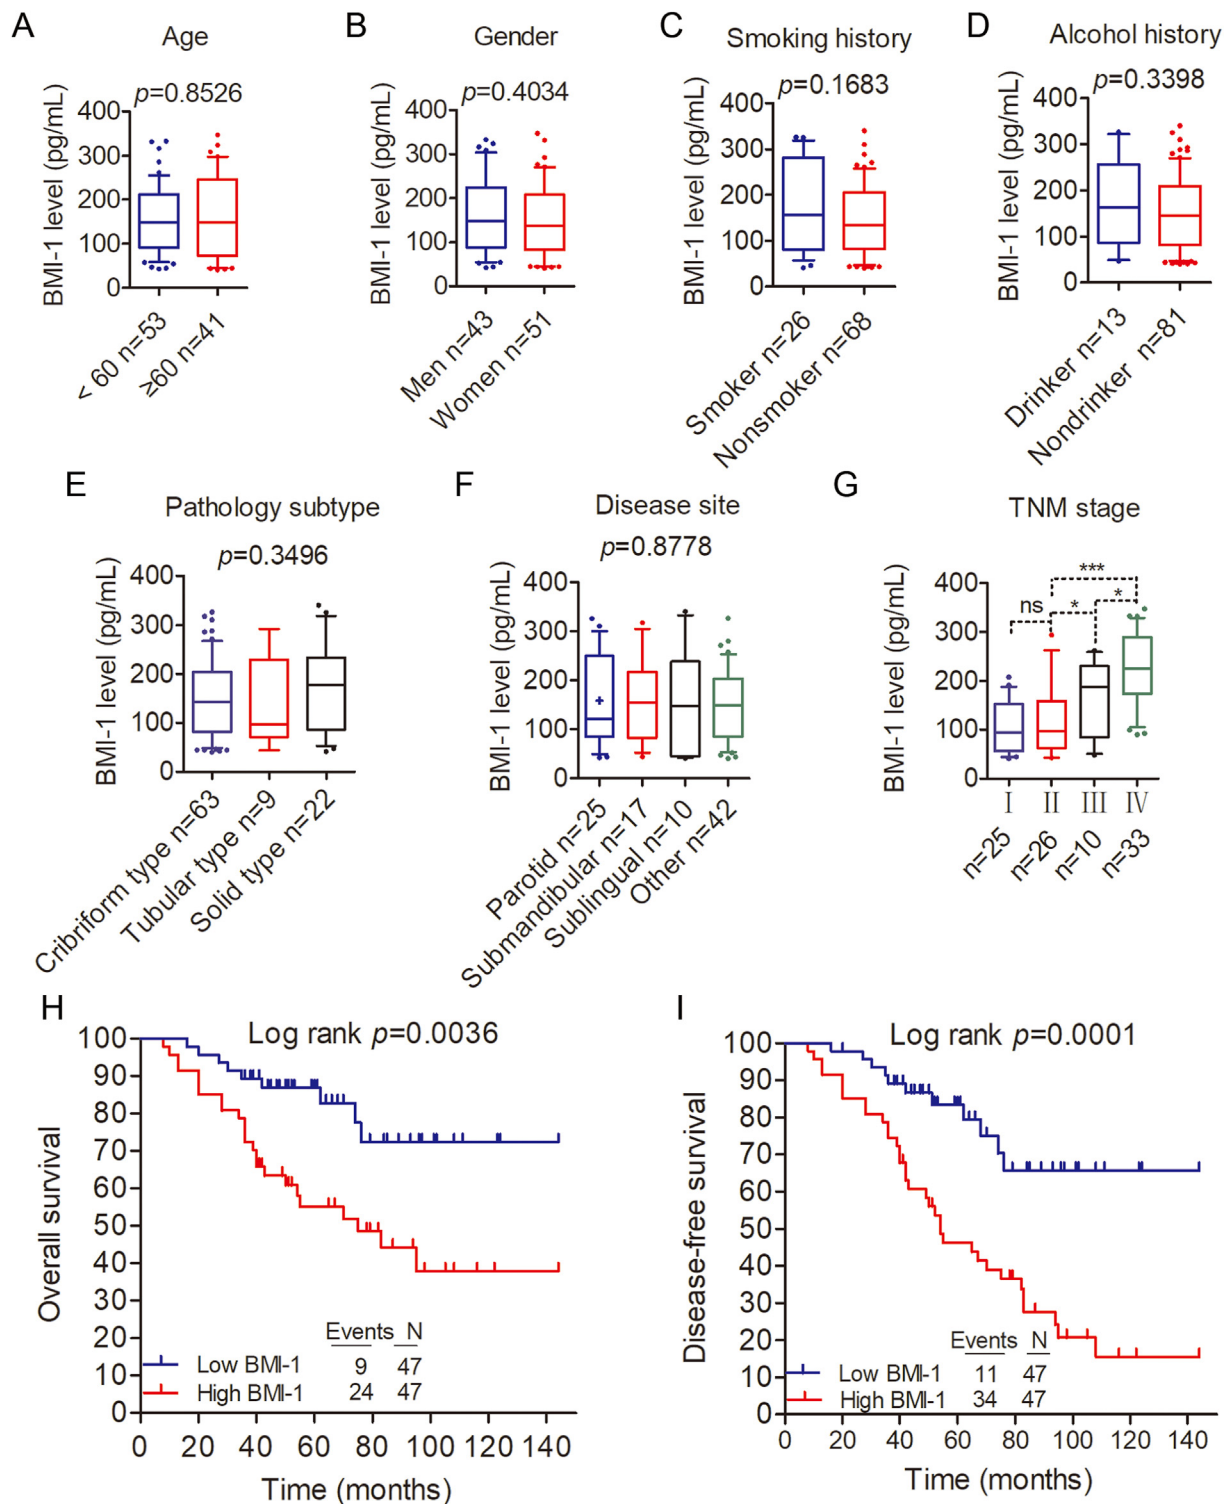 A
Age
p=0.8526
BMI-1 level (pg/mL)
400
300
200
100
0
< 60 n=53
≥60 n=41
B
Gender
p=0.4034
BMI-1 level (pg/mL)
400
300
200
100
0
Men n=43
Women n=51
C
Smoking history
p=0.1683
BMI-1 level (pg/mL)
400
300
200
100
0
Smoker n=26
Nonsmoker n=68
D
Alcohol history
p=0.3398
BMI-1 level (pg/mL)
400
300
200
100
0
Drinker n=13
Nondrinker n=81
E
Pathology subtype
p=0.3496
BMI-1 level (pg/mL)
400
300
200
100
0
Cribriform type n=63
Tubular type n=9
Solid type n=22
F
Disease site
p=0.8778
BMI-1 level (pg/mL)
400
300
200
100
0
Parotid n=25
Submandibular n=17
Sublingual n=10
Other n=42
G
TNM stage
BMI-1 level (pg/mL)
400
300
200
100
0
ns
*
***
*
I II III IV
n=25
n=26
n=10
n=33
H
Log rank p=0.0036
Overall survival
100
90
80
70
60
50
40
30
20
10
0
Events N
Low BMI-1 9 47
High BMI-1 24 47
0 20 40 60 80 100 120 140
Time (months)
I
Log rank p=0.0001
Disease-free survival
100
90
80
70
60
50
40
30
20
10
0
Events N
Low BMI-1 11 47
High BMI-1 34 47
0 20 40 60 80 100 120 140
Time (months)